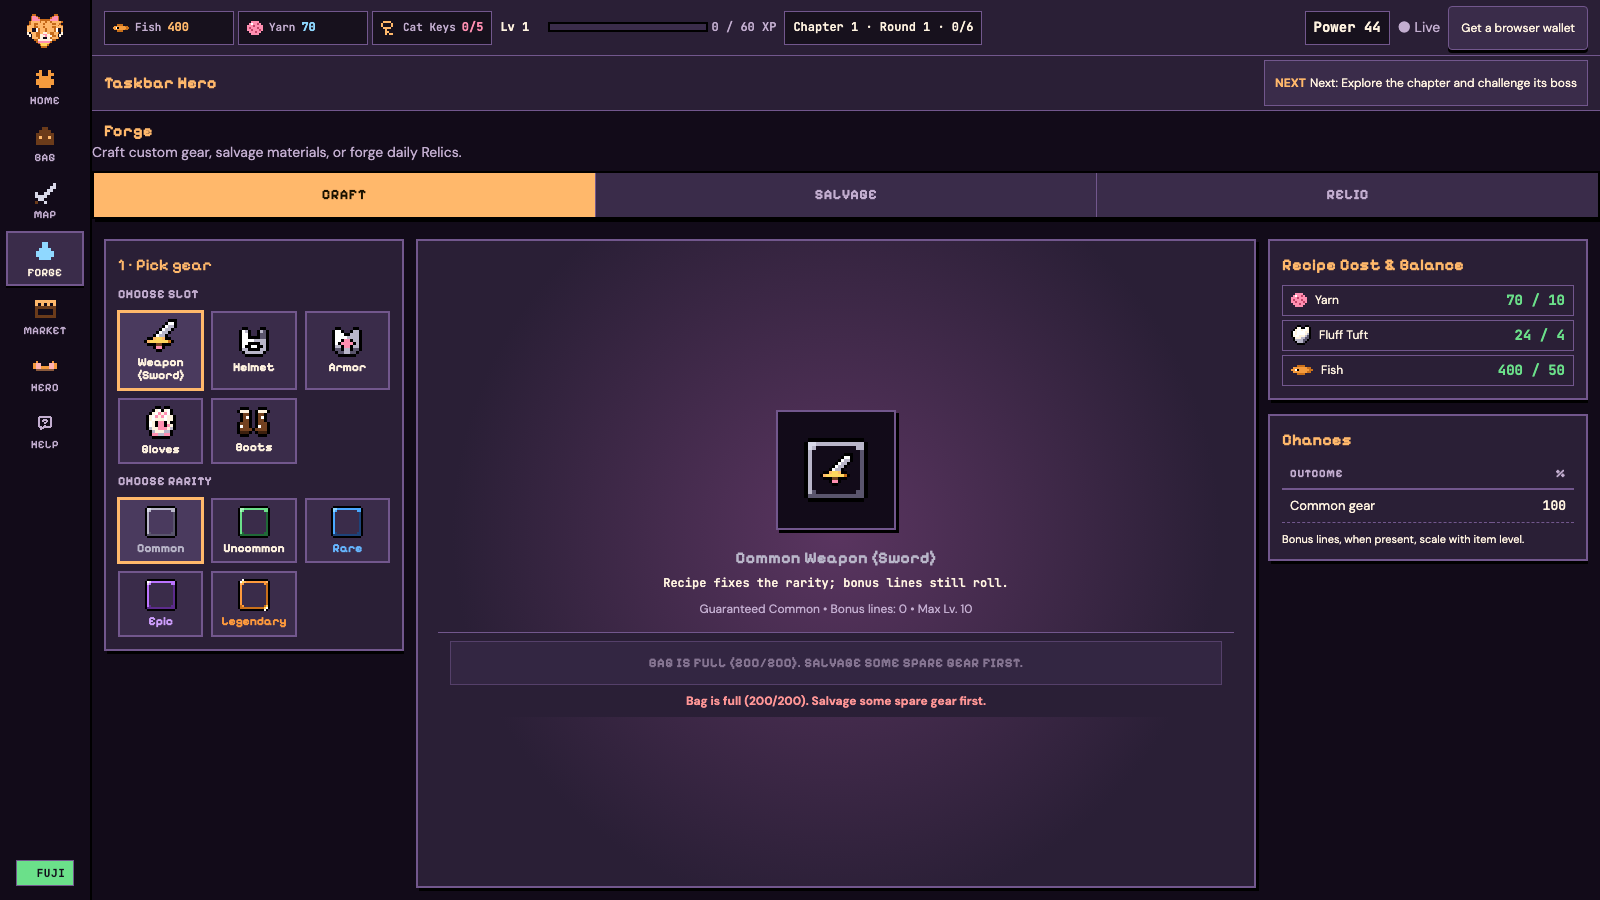 Fish 400
Yarn 70
Cat Keys 0/5
Lv 1
0 / 60 XP
Chapter 1 · Round 1 · 0/6
Power 44
Live
Get a browser wallet
HOME
BAG
MAP
FORGE
MARKET
HERO
HELP
FUJI
Taskbar Hero
NEXT Next: Explore the chapter and challenge its boss
Forge
Craft custom gear, salvage materials, or forge daily Relics.
CRAFT
SALVAGE
RELIC
1 · Pick gear
CHOOSE SLOT
Weapon
(Sword)
Helmet
Armor
Gloves
Boots
CHOOSE RARITY
Common
Uncommon
Rare
Epic
Legendary
Common Weapon (Sword)
Recipe fixes the rarity; bonus lines still roll.
Guaranteed Common • Bonus lines: 0 • Max Lv. 10
BAG IS FULL (200/200). SALVAGE SOME SPARE GEAR FIRST.
Bag is full (200/200). Salvage some spare gear first.
Recipe Cost & Balance
Yarn 70 / 10
Fluff Tuft 24 / 4
Fish 400 / 50
Chances
OUTCOME %
Common gear 100
Bonus lines, when present, scale with item level.